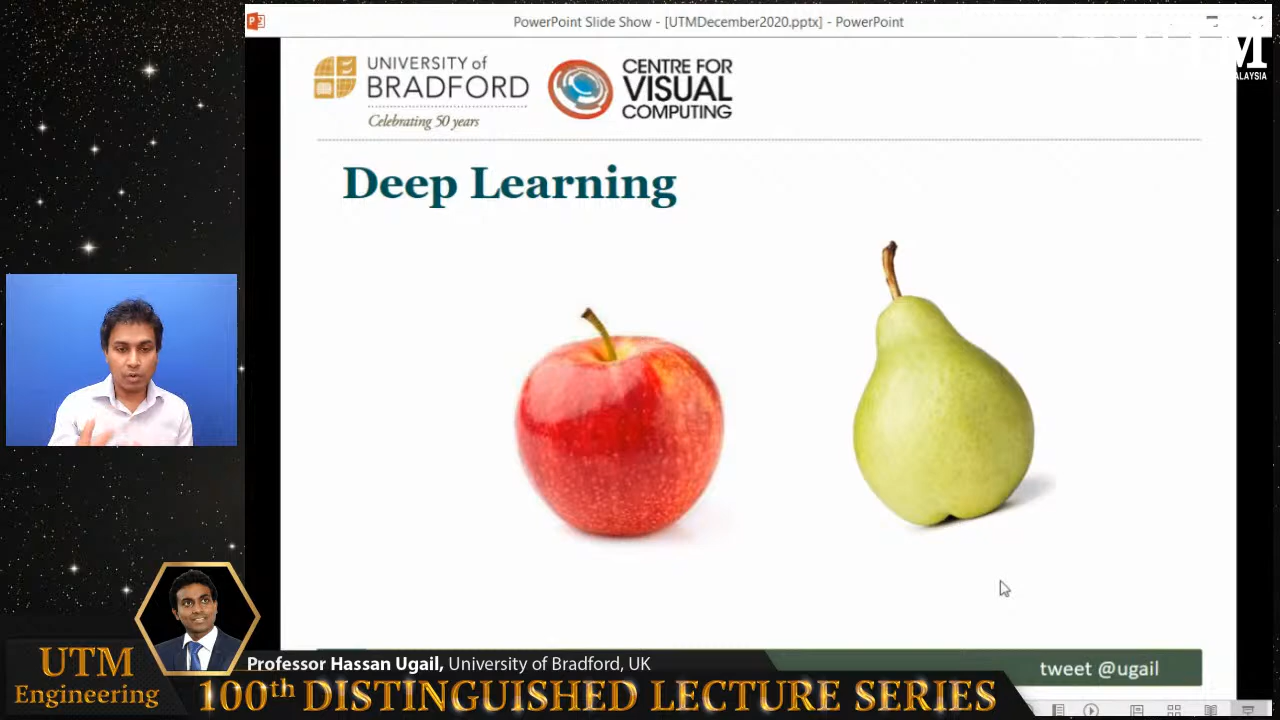 PowerPoint Slide Show - [UTMDecember2020.pptx] - PowerPoint
UNIVERSITY of
BRADFORD
Celebrating 50 years
CENTRE FOR
VISUAL
COMPUTING
Deep Learning
tweet @ugail
Professor Hassan Ugail, University of Bradford, UK
UTM
Engineering
100th DISTINGUISHED LECTURE SERIES